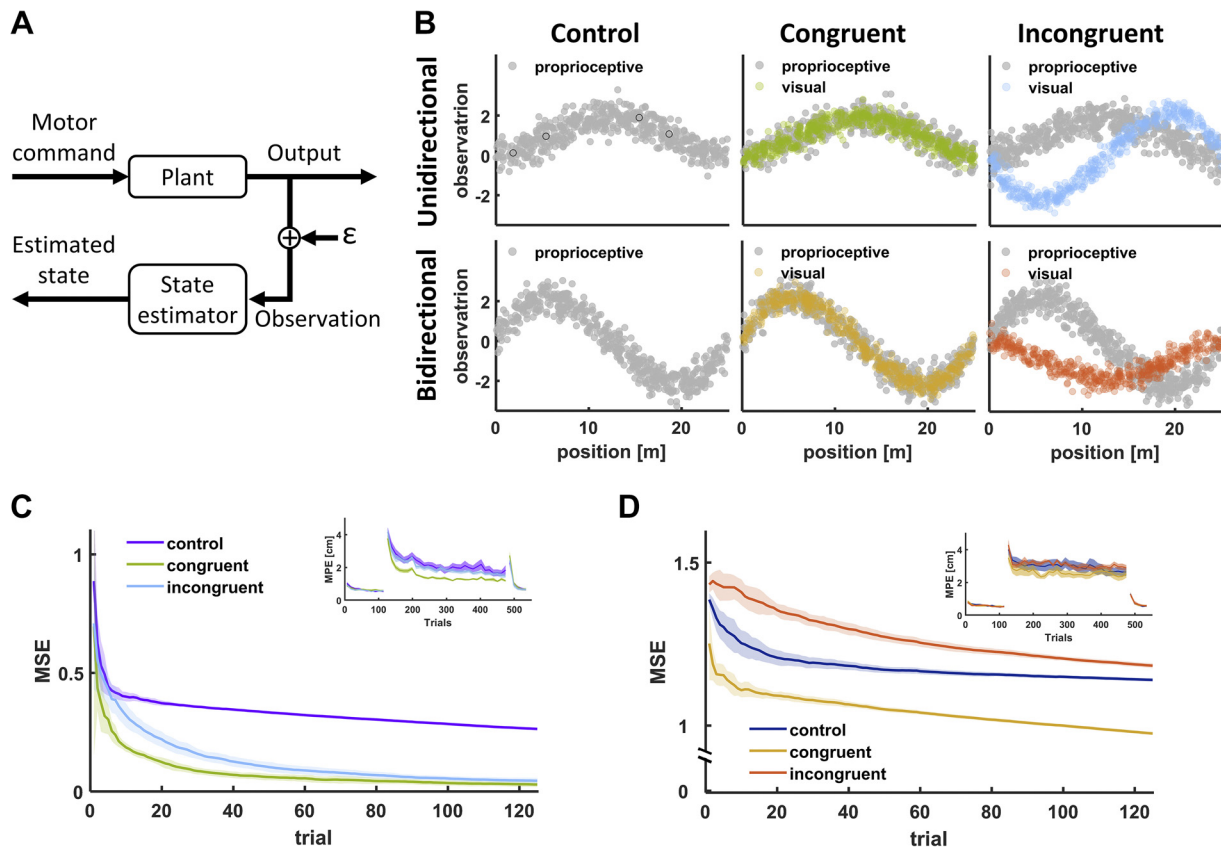 A
Motor
command
Plant
Output
+
ε
Estimated
state
State
estimator
Observation
B
Control
Congruent
Incongruent
Unidirectional
observatrion
2
0
-2
proprioceptive
proprioceptive
visual
proprioceptive
visual
Bidirectional
observatrion
2
0
-2
proprioceptive
proprioceptive
visual
proprioceptive
visual
0 10 20
0 10 20
0 10 20
position [m]
position [m]
position [m]
C
MSE
1
0.5
0
control
congruent
incongruent
MPE [cm]
4
2
0
0 100 200 300 400 500
Trials
0 20 40 60 80 100 120
trial
D
MSE
1.5
1
0
MPE [cm]
4
2
0
0 100 200 300 400 500
Trials
control
congruent
incongruent
0 20 40 60 80 100 120
trial